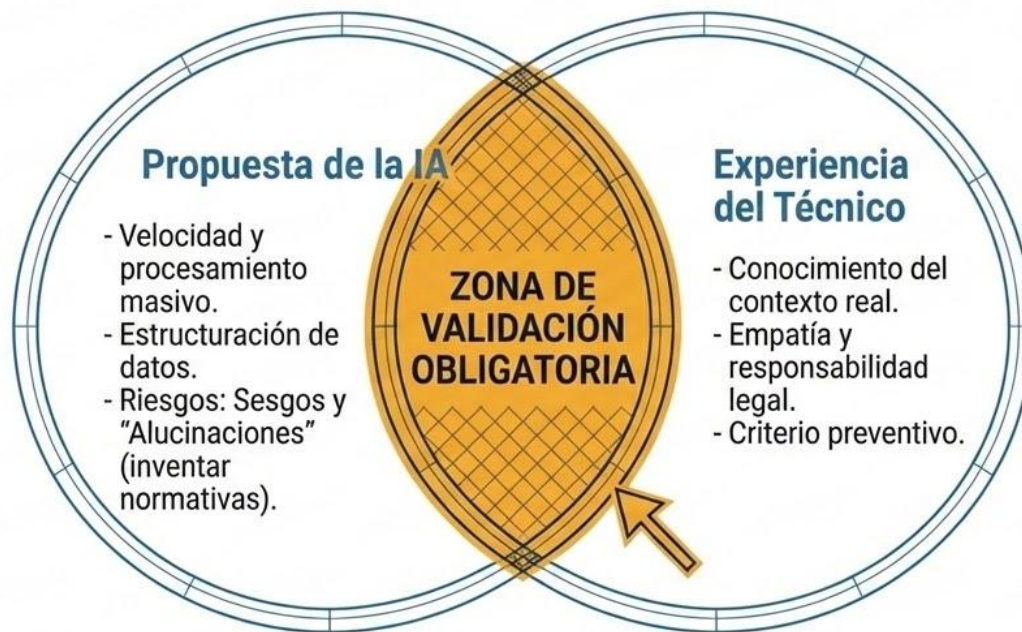 Propuesta de la IA
- Velocidad y
procesamiento
masivo.
- Estructuración de
datos.
- Riesgos: Sesgos y
“Alucinaciones”
(inventar
normativas).
ZONA DE
VALIDACIÓN
OBLIGATORIA
Experiencia
del Técnico
- Conocimiento del
contexto real.
- Empatía y
responsabilidad
legal.
- Criterio preventivo.